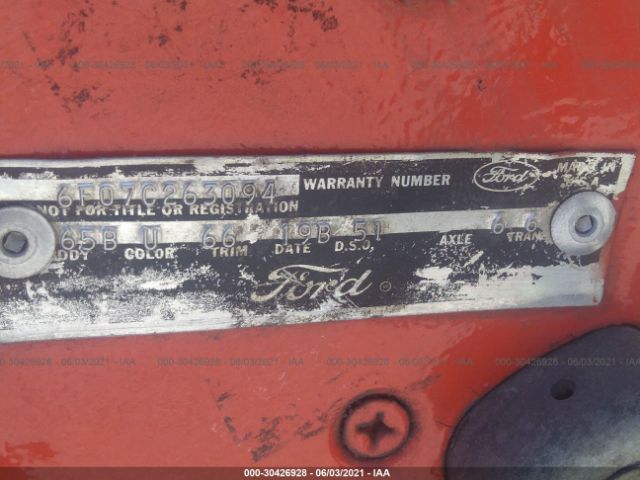 6F07C263094 WARRANTY NUMBER Ford MADE IN
NOT FOR TITLE OR REGISTRATION
65B U 66 19B 51 6 6
BODY COLOR TRIM DATE D.S.O. AXLE TRANS
Ford
000-30426928 - 06/03/2021 - IAA